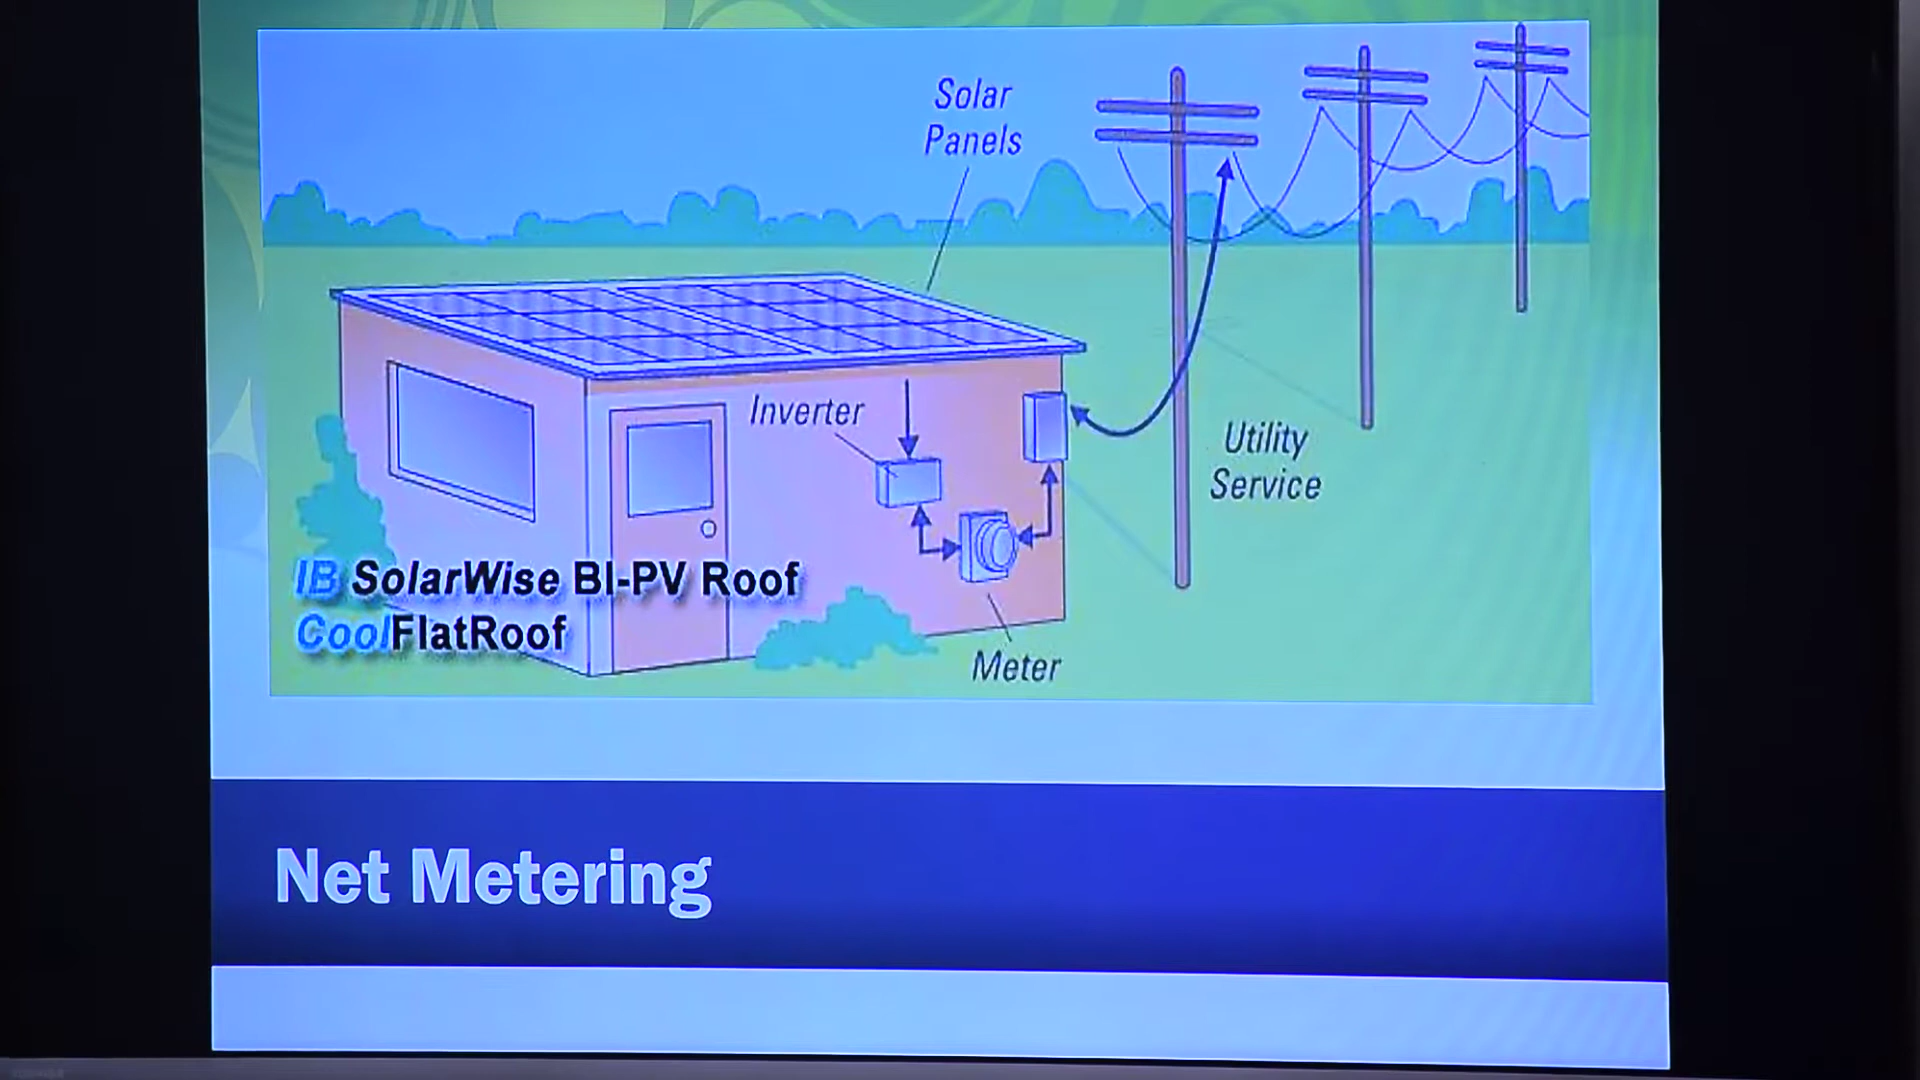 Solar
Panels
Inverter
Utility
Service
IB SolarWise BI-PV Roof
CoolFlatRoof
Meter
Net Metering